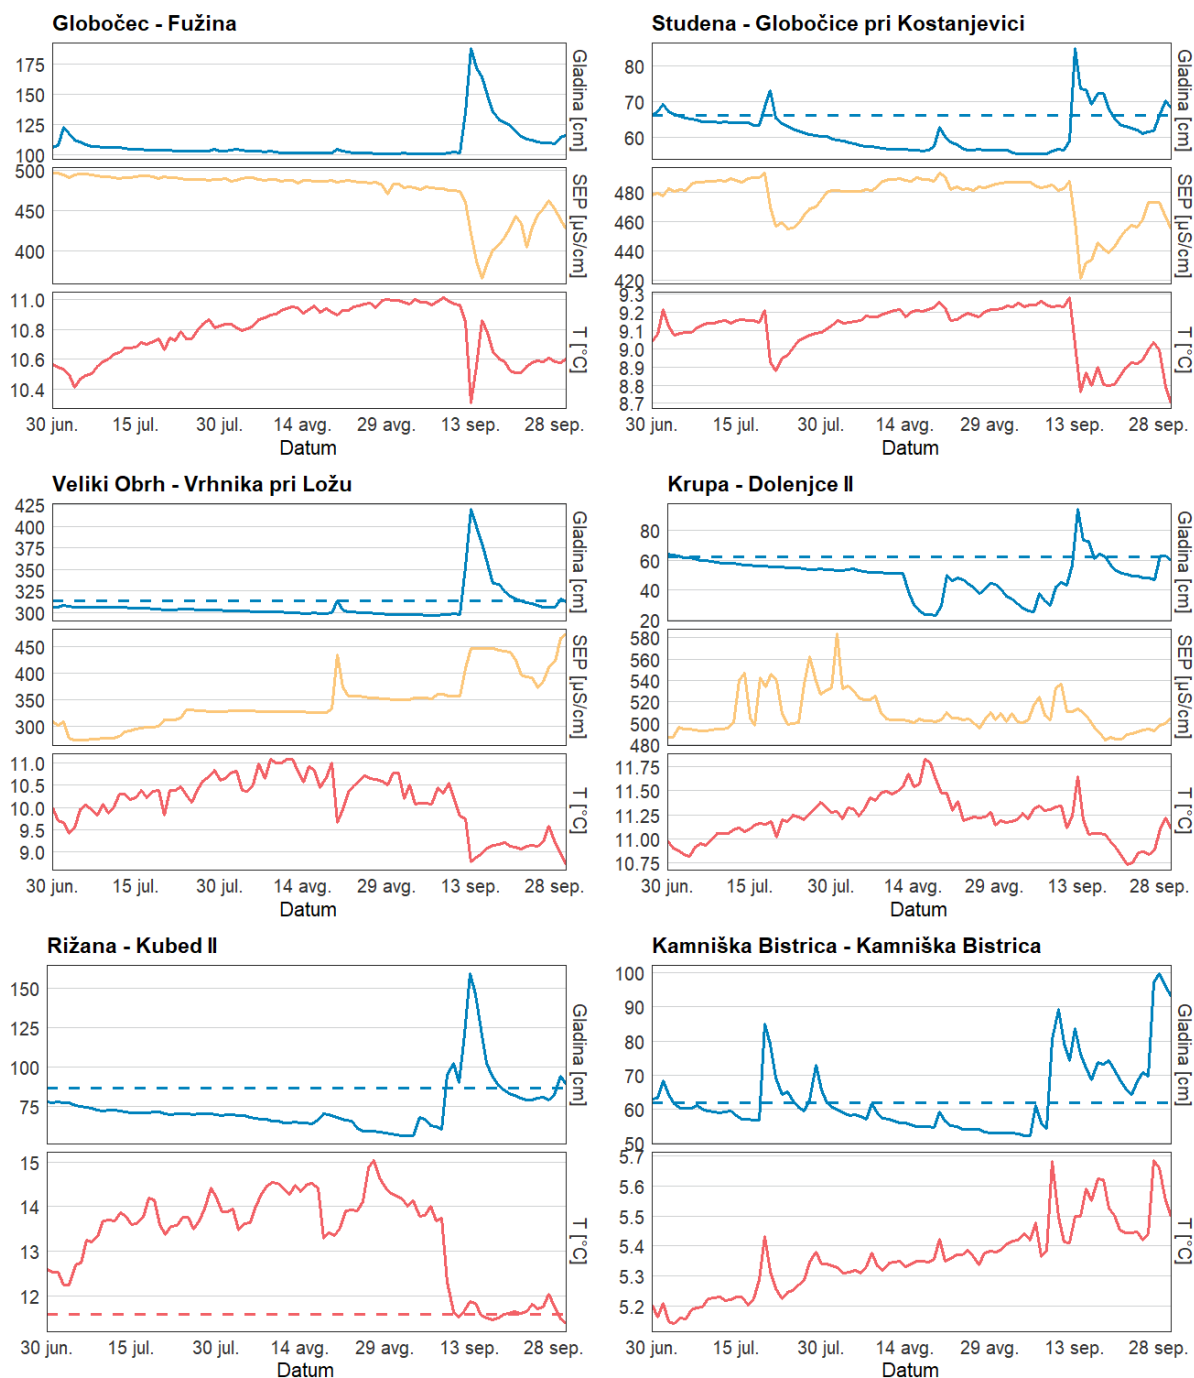 Globočec - Fužina
175
150
125
100
Gladina [cm]
500
450
400
SEP [µS/cm]
11.0
10.8
10.6
10.4
T [°C]
30 jun. 15 jul. 30 jul. 14 avg. 29 avg. 13 sep. 28 sep.
Datum
Studena - Globočice pri Kostanjevici
80
70
60
Gladina [cm]
480
460
440
420
SEP [µS/cm]
9.3
9.2
9.1
9.0
8.9
8.8
8.7
T [°C]
30 jun. 15 jul. 30 jul. 14 avg. 29 avg. 13 sep. 28 sep.
Datum
Veliki Obrh - Vrhnika pri Ložu
425
400
375
350
325
300
Gladina [cm]
450
400
350
300
SEP [µS/cm]
11.0
10.5
10.0
9.5
9.0
T [°C]
30 jun. 15 jul. 30 jul. 14 avg. 29 avg. 13 sep. 28 sep.
Datum
Krupa - Dolenjce II
80
60
40
20
Gladina [cm]
580
560
540
520
500
480
SEP [µS/cm]
11.75
11.50
11.25
11.00
10.75
T [°C]
30 jun. 15 jul. 30 jul. 14 avg. 29 avg. 13 sep. 28 sep.
Datum
Rižana - Kubed II
150
125
100
75
Gladina [cm]
15
14
13
12
T [°C]
30 jun. 15 jul. 30 jul. 14 avg. 29 avg. 13 sep. 28 sep.
Datum
Kamniška Bistrica - Kamniška Bistrica
100
90
80
70
60
50
Gladina [cm]
5.7
5.6
5.5
5.4
5.3
5.2
T [°C]
30 jun. 15 jul. 30 jul. 14 avg. 29 avg. 13 sep. 28 sep.
Datum